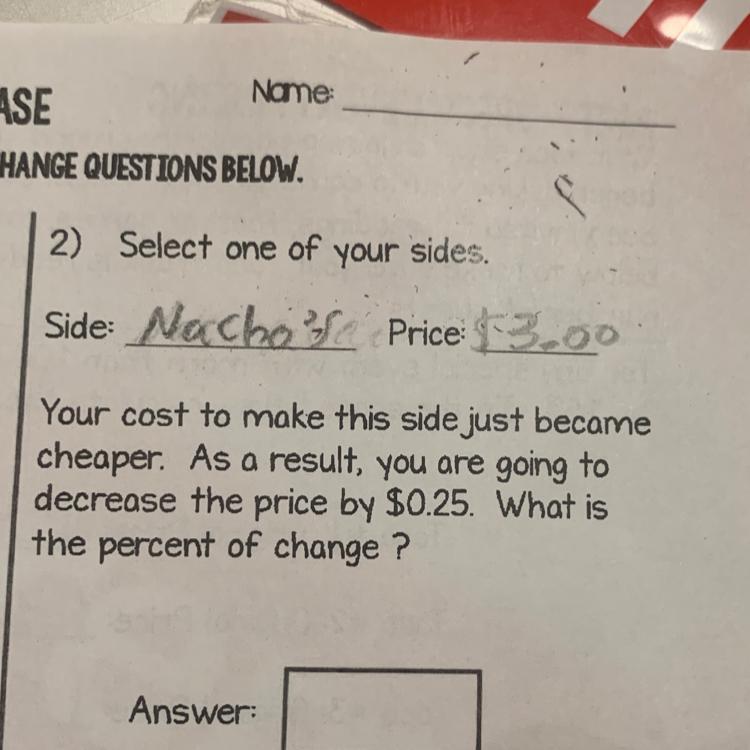 ASE
Name:
HANGE QUESTIONS BELOW.
2) Select one of your sides.
Side: Nacho's Price: $3.00
Your cost to make this side just became
cheaper. As a result, you are going to
decrease the price by $0.25. What is
the percent of change ?
Answer: